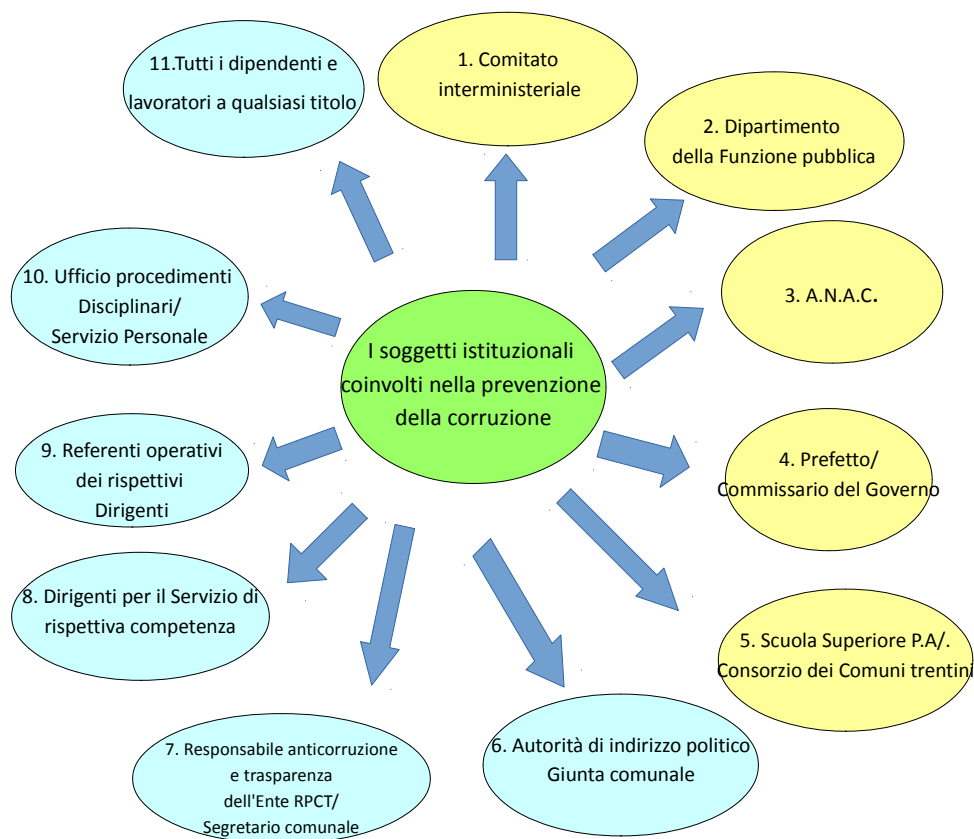 11.Tutti i dipendenti e
lavoratori a qualsiasi titolo
1. Comitato
interministeriale
2. Dipartimento
della Funzione pubblica
3. A.N.A.C.
4. Prefetto/
Commissario del Governo
5. Scuola Superiore P.A/.
Consorzio dei Comuni trentini
6. Autorità di indirizzo politico
Giunta comunale
7. Responsabile anticorruzione
e trasparenza
dell'Ente RPCT/
Segretario comunale
8. Dirigenti per il Servizio di
rispettiva competenza
9. Referenti operativi
dei rispettivi
Dirigenti
10. Ufficio procedimenti
Disciplinari/
Servizio Personale
I soggetti istituzionali
coinvolti nella prevenzione
della corruzione